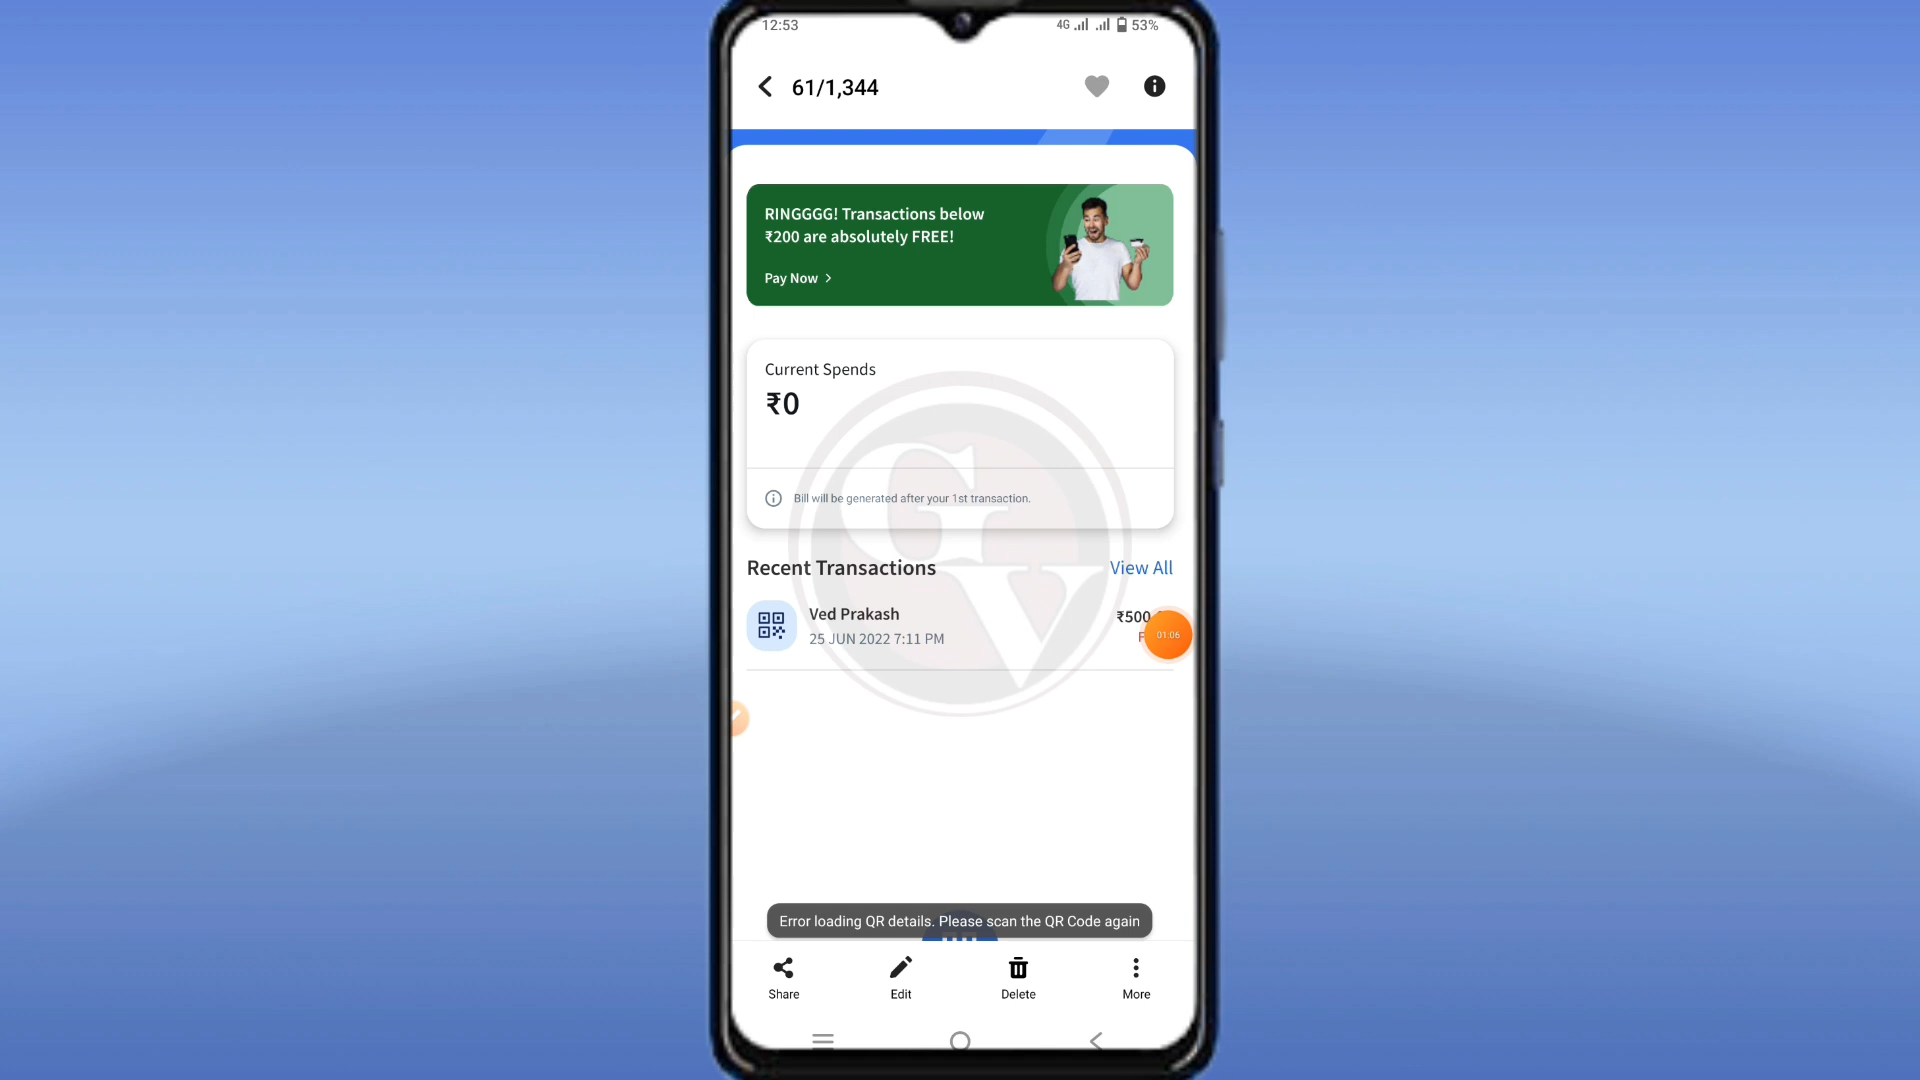 12:53
4G
53%
61/1,344
RINGGGG! Transactions below
₹200 are absolutely FREE!
Pay Now >
Current Spends
₹0
Bill will be generated after your 1st transaction.
GV
Recent Transactions
View All
Ved Prakash
₹500
25 JUN 2022 7:11 PM
F
01:06
Error loading QR details. Please scan the QR Code again
Share
Edit
Delete
More